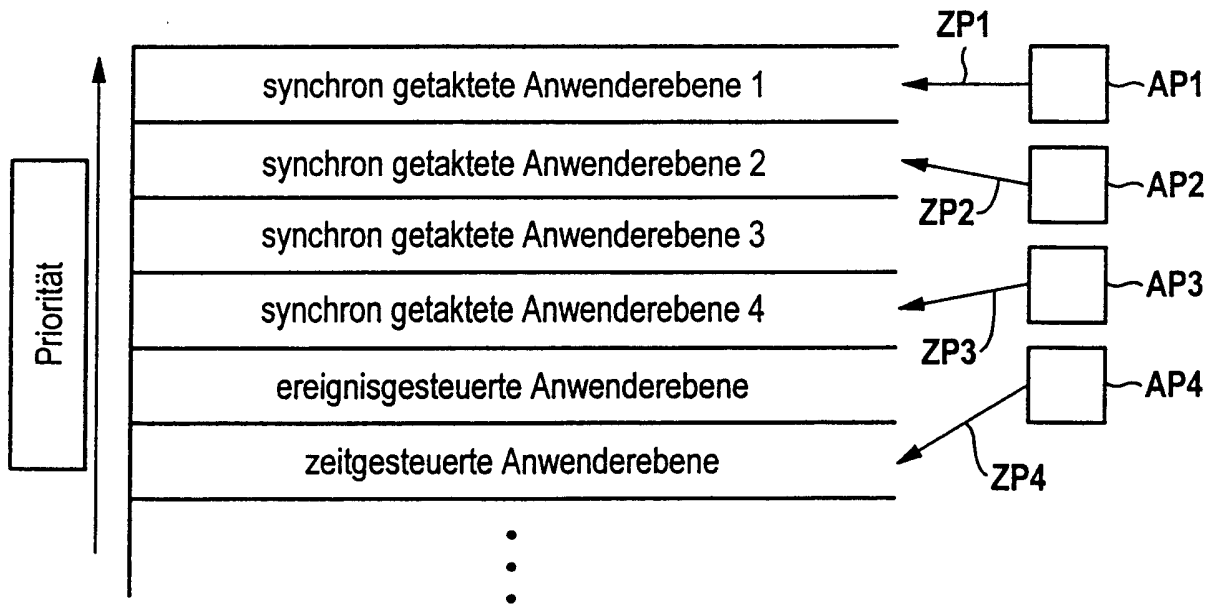 ZP1
synchron getaktete Anwenderebene 1
AP1
synchron getaktete Anwenderebene 2
AP2
ZP2
synchron getaktete Anwenderebene 3
AP3
synchron getaktete Anwenderebene 4
ZP3
Priorität
ereignisgesteuerte Anwenderebene
AP4
zeitgesteuerte Anwenderebene
ZP4